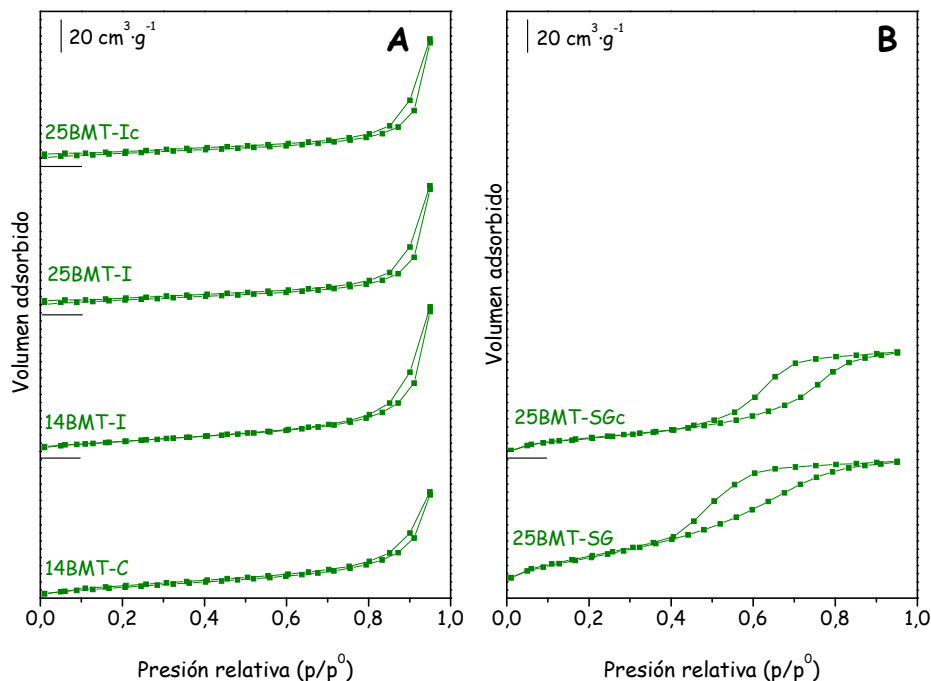 20 cm³·g⁻¹
A
25BMT-Ic
25BMT-I
14BMT-I
14BMT-C
Volumen adsorbido
0,0 0,2 0,4 0,6 0,8 1,0
Presión relativa (p/p⁰)
20 cm³·g⁻¹
B
25BMT-SGc
25BMT-SG
Volumen adsorbido
0,0 0,2 0,4 0,6 0,8 1,0
Presión relativa (p/p⁰)